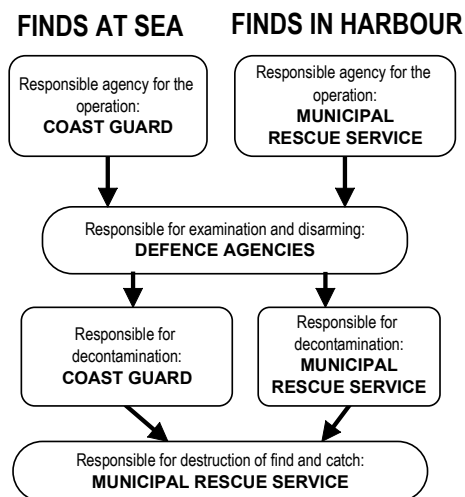 FINDS AT SEA
FINDS IN HARBOUR
Responsible agency for the
operation:
COAST GUARD
Responsible agency for the
operation:
MUNICIPAL
RESCUE SERVICE
Responsible for examination and disarming:
DEFENCE AGENCIES
Responsible for
decontamination:
COAST GUARD
Responsible for
decontamination:
MUNICIPAL
RESCUE SERVICE
Responsible for destruction of find and catch:
MUNICIPAL RESCUE SERVICE